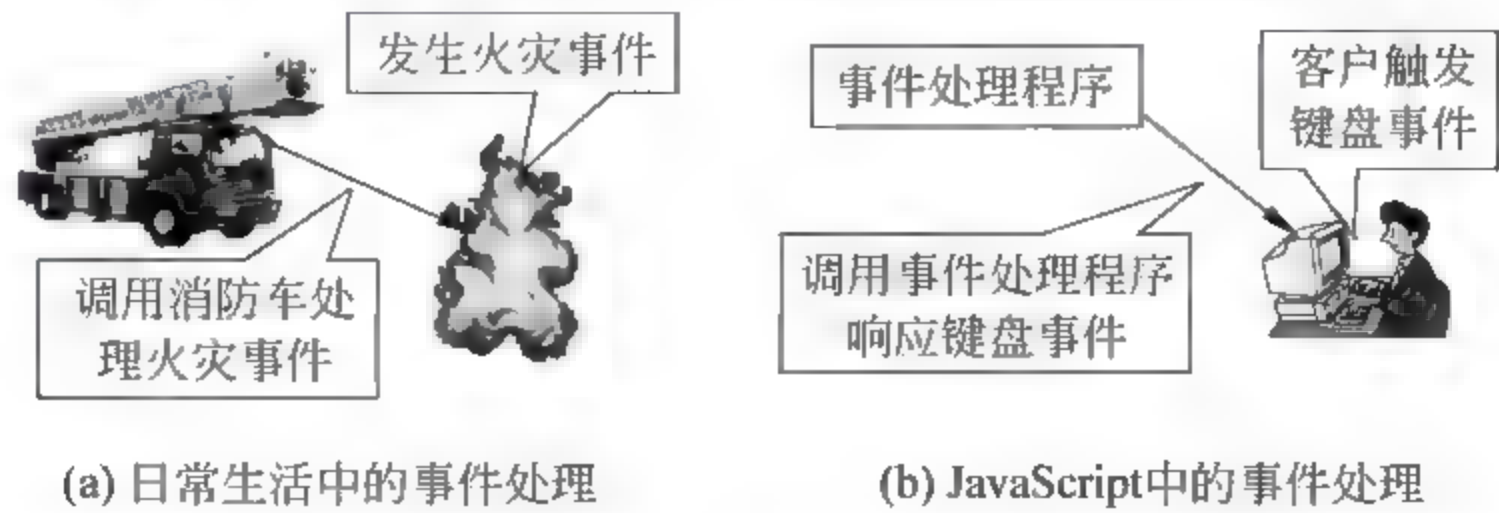 发生火灾事件
调用消防车处
理火灾事件
(a) 日常生活中的事件处理
事件处理程序
客户触发
键盘事件
调用事件处理程序
响应键盘事件
(b) JavaScript中的事件处理